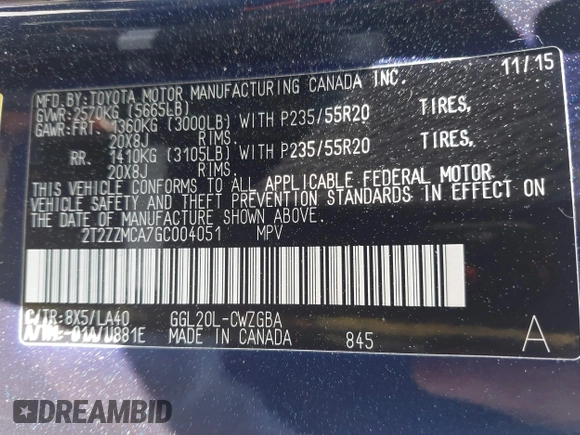 MFD.BY:TOYOTA MOTOR MANUFACTURING CANADA INC. 11/15
GVWR:2570KG (5665LB)
GAWR:FRT. 1360KG (3000LB) WITH P235/55R20 TIRES,
20X8J RIMS.
RR. 1410KG (3105LB) WITH P235/55R20 TIRES,
20X8J RIMS.
THIS VEHICLE CONFORMS TO ALL APPLICABLE FEDERAL MOTOR
VEHICLE SAFETY AND THEFT PREVENTION STANDARDS IN EFFECT ON
THE DATE OF MANUFACTURE SHOWN ABOVE.
2T2ZZMCA7GC004051 MPV
C/TR:8X5/LA40 GGL20L-CWZGBA
A/TM:-01A/U881E MADE IN CANADA 845 A
DREAMBID